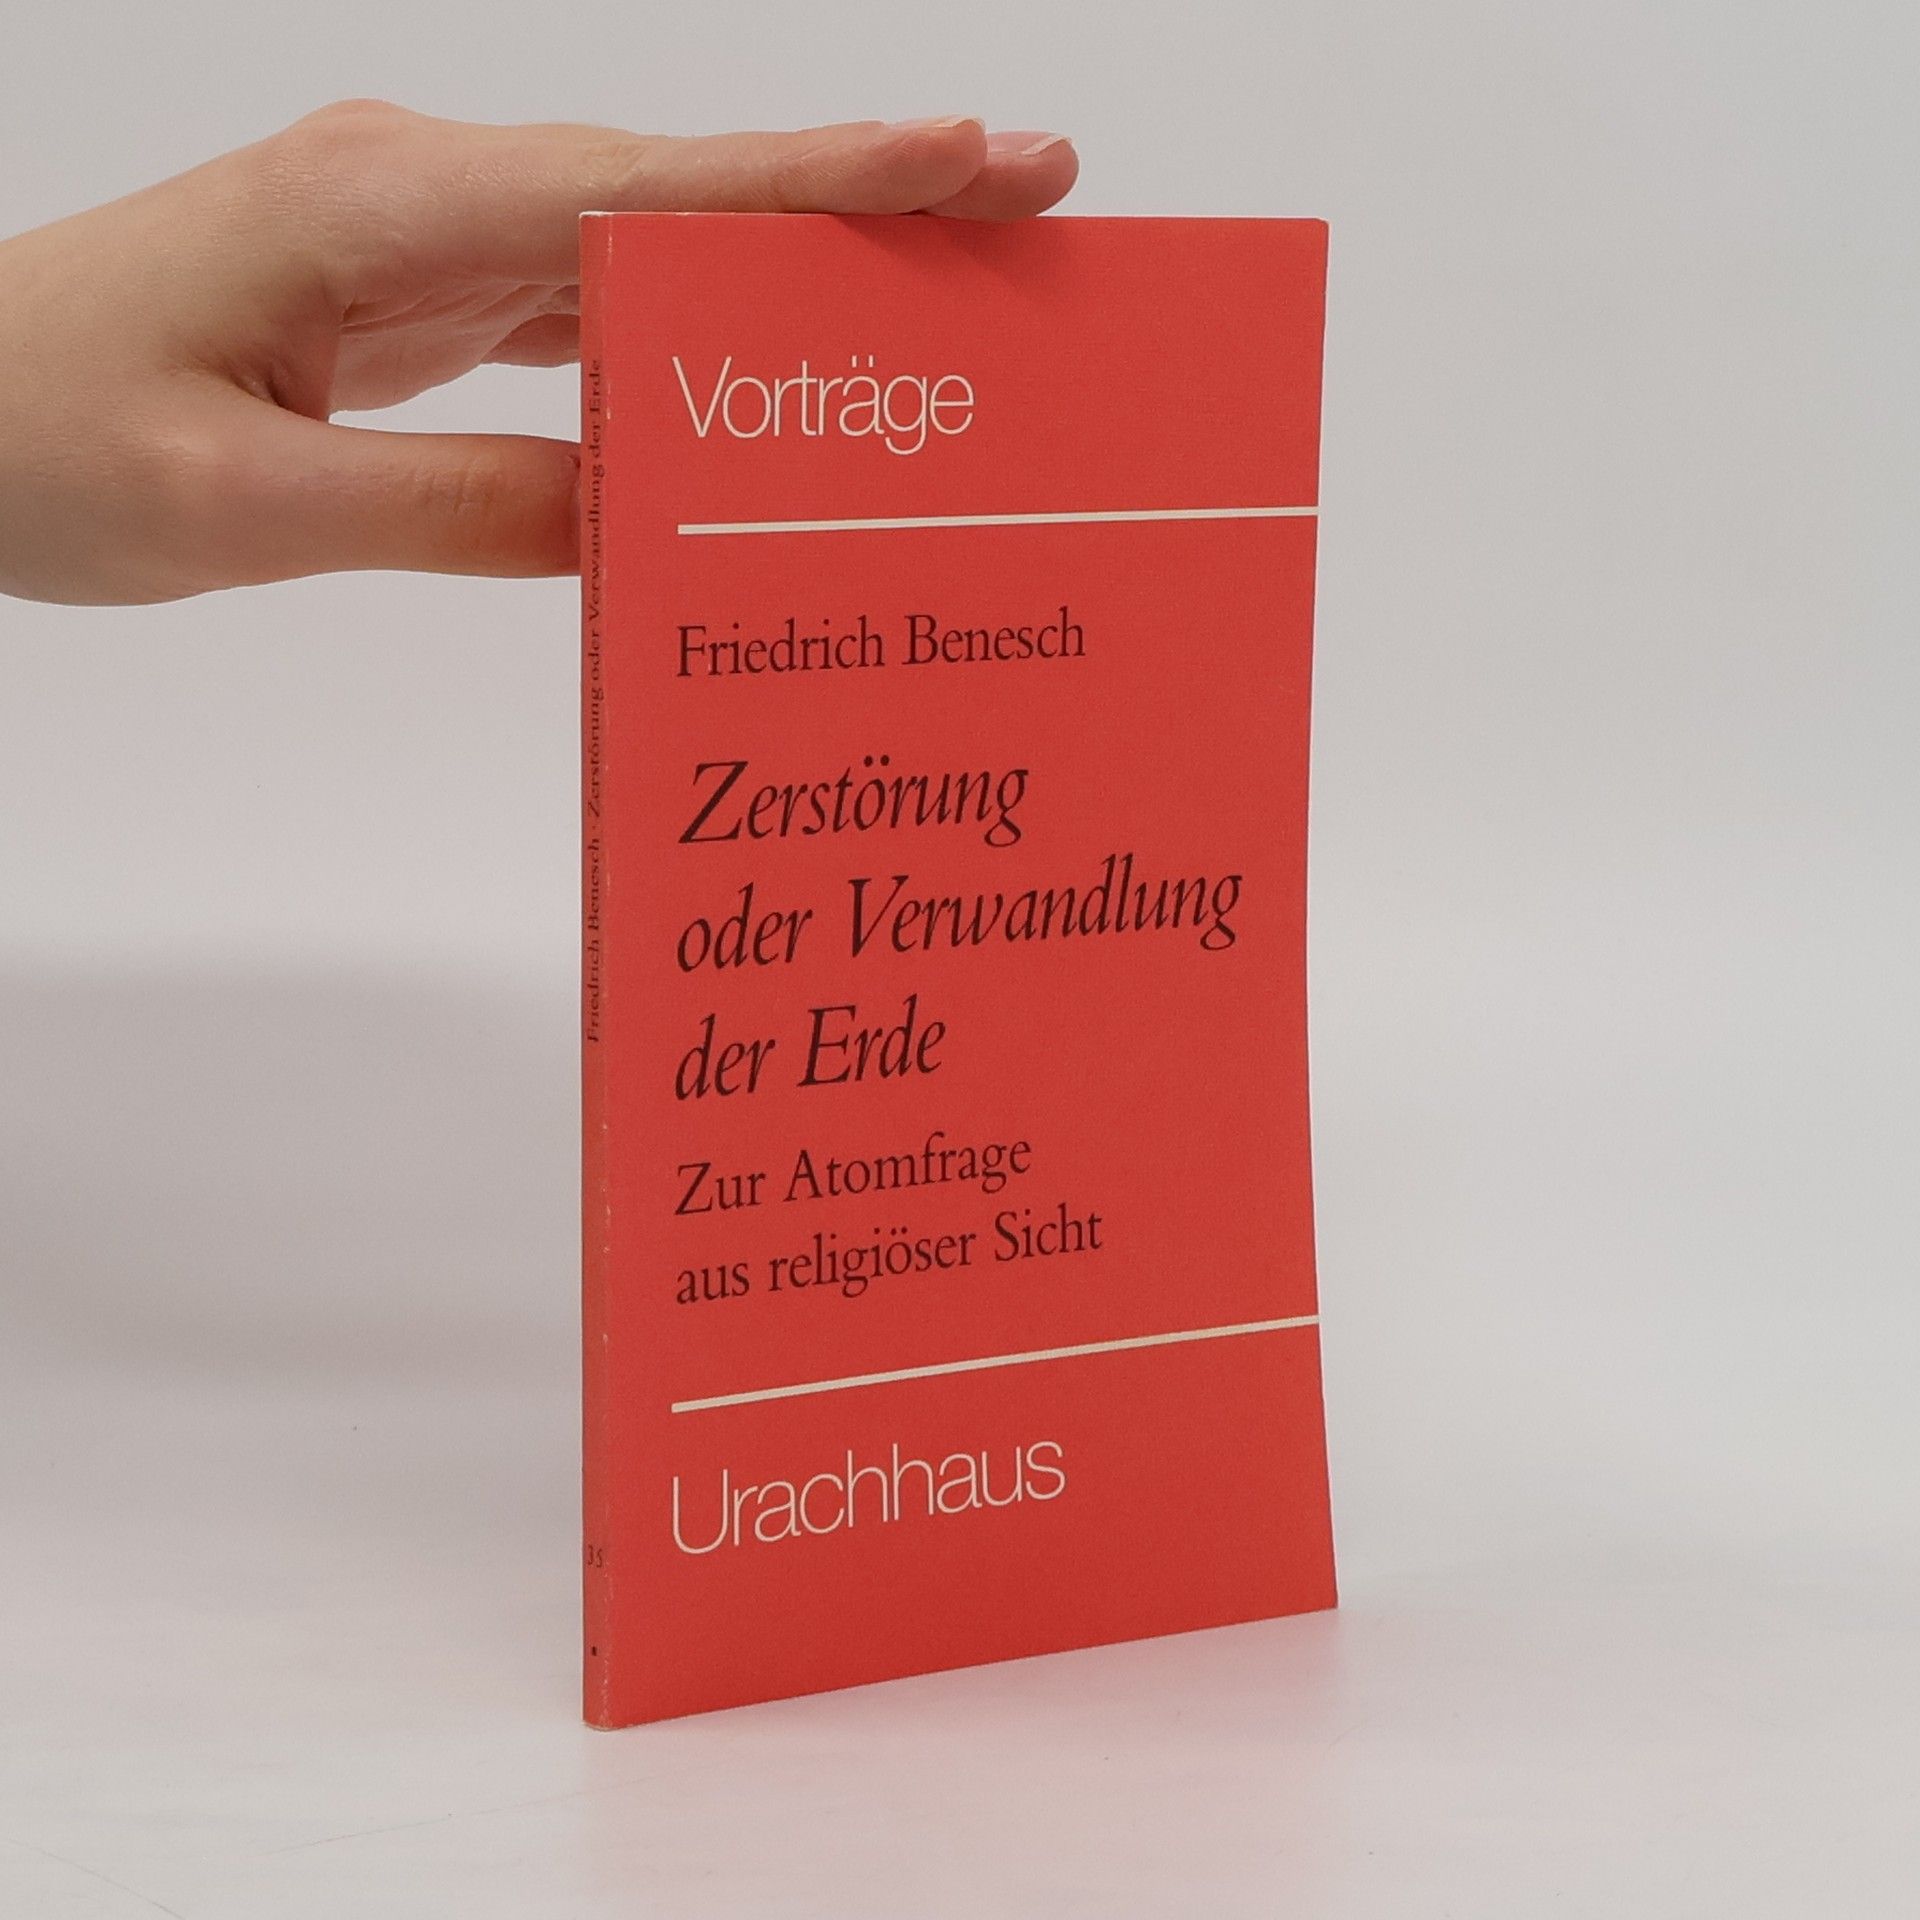 Vorträge
Friedrich Benesch
Zerstörung
oder Verwandlung
der Erde
Zur Atomfrage
aus religiöser Sicht
Urachhaus
Friedrich Benesch · Zerstörung oder Verwandlung der Erde
35